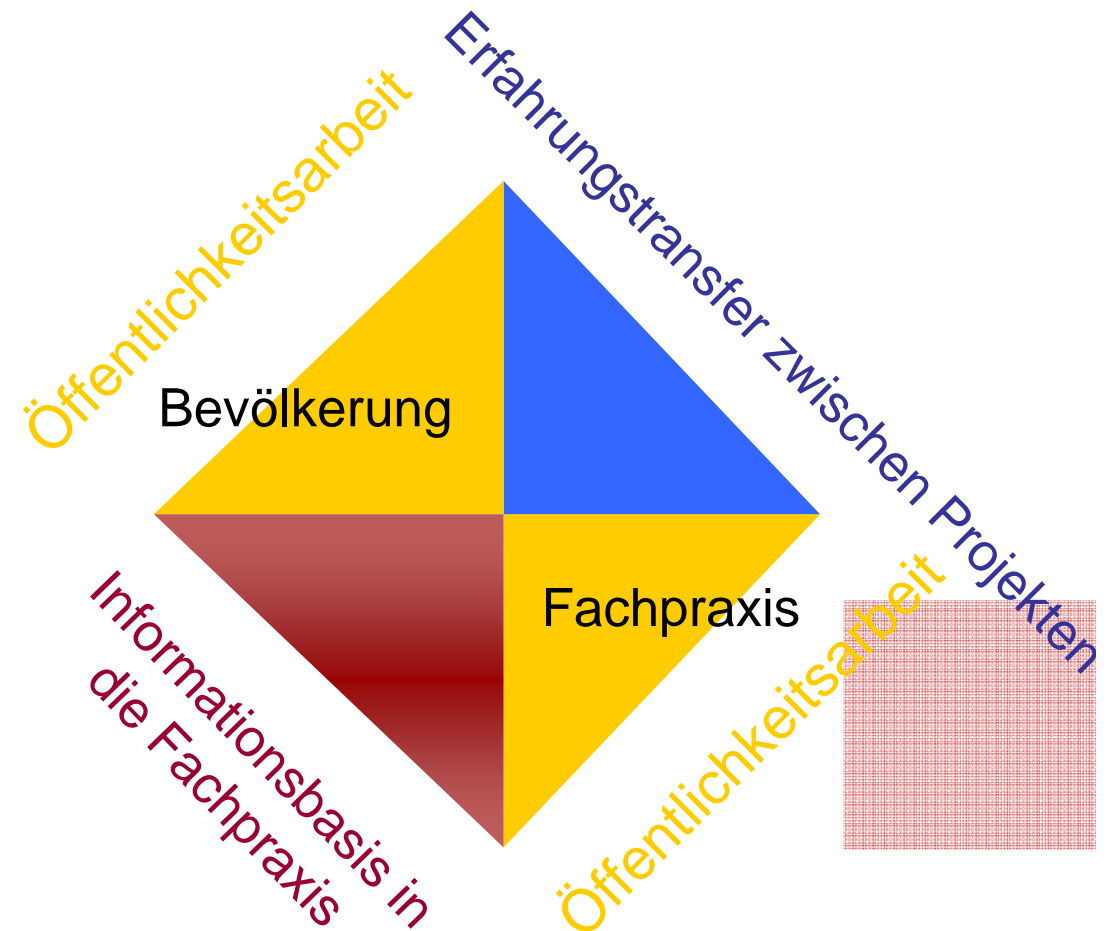 Öffentlichkeitsarbeit
Erfahrungstransfer zwischen Projekten
Bevölkerung
Fachpraxis
Informationsbasis in
die Fachpraxis
Öffentlichkeitsarbeit